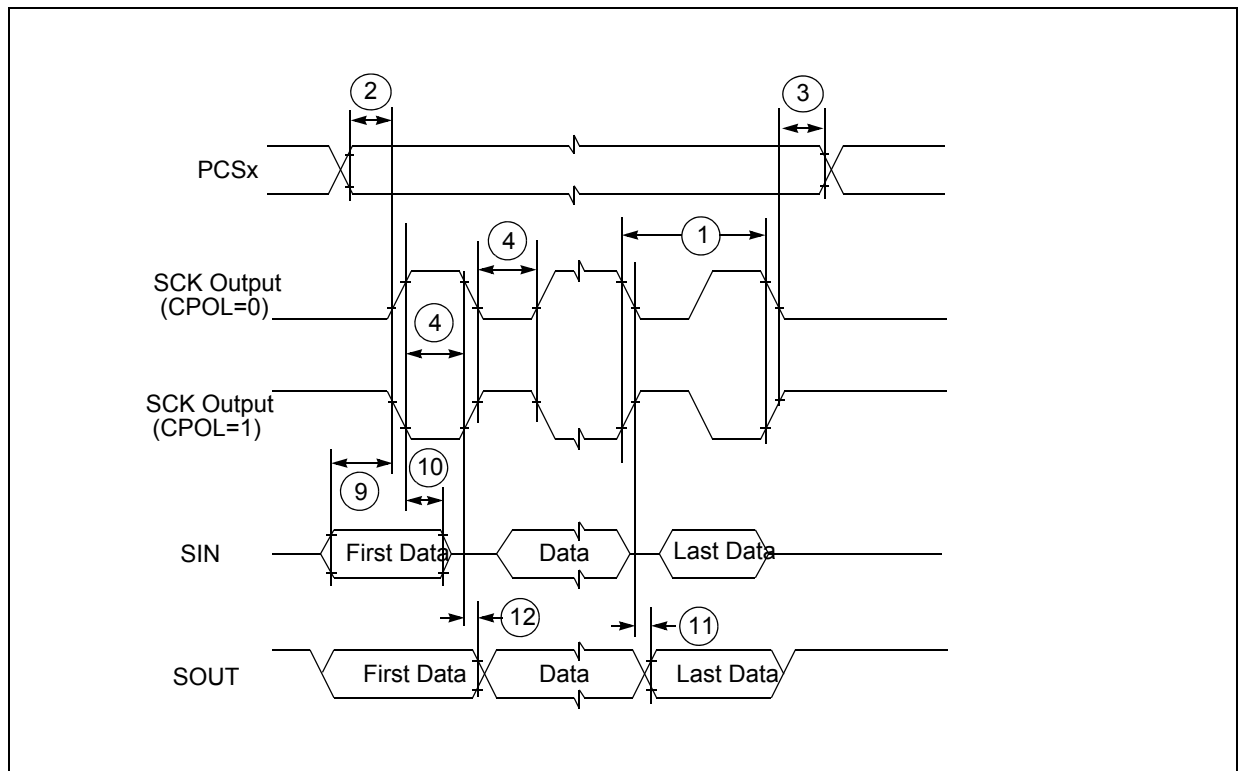 2
3
PCSx
4
1
SCK Output
(CPOL=0)
4
SCK Output
(CPOL=1)
10
9
SIN
First Data
Data
Last Data
12
11
SOUT
First Data
Data
Last Data